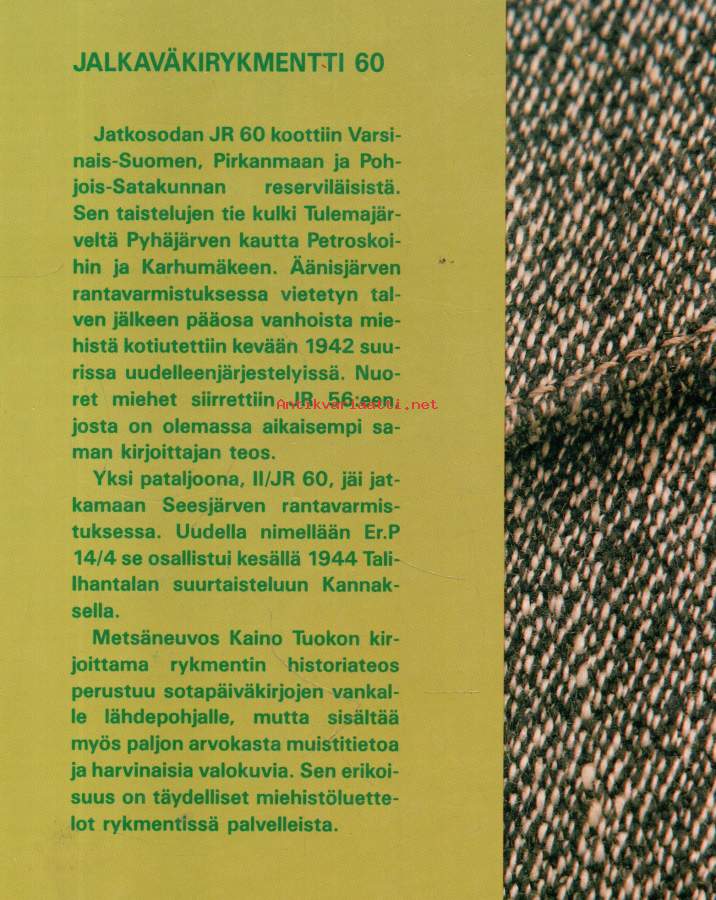 JALKAVÄKIRYKMENTTI 60
Jatkosodan JR 60 koottiin Varsi-
nais-Suomen, Pirkanmaan ja Poh-
jois-Satakunnan reserviläisistä.
Sen taistelujen tie kulki Tulemajär-
veltä Pyhäjärven kautta Petroskoi-
hin ja Karhumäkeen. Äänisjärven
rantavarmistuksessa vietetyn tal-
ven jälkeen pääosa vanhoista mie-
histä kotiutettiin kevään 1942 suu-
rissa uudelleenjärjestelyissä. Nuo-
ret miehet siirrettiin JR 56:een,
Antikvariaatti.net
josta on olemassa aikaisempi sa-
man kirjoittajan teos.
Yksi pataljoona, II/JR 60, jäi jat-
kamaan Seesjärven rantavarmis-
tuksessa. Uudella nimellään Er.P
14/4 se osallistui kesällä 1944 Tali-
Ihantalan suurtaisteluun Kannak-
sella.
Metsäneuvos Kaino Tuokon kir-
joittama rykmentin historiateos
perustuu sotapäiväkirjojen vankal-
le lähdepohjalle, mutta sisältää
myös paljon arvokasta muistitietoa
ja harvinaisia valokuvia. Sen erikoi-
suus on täydelliset miehistöluette-
lot rykmentissä palvelleista.